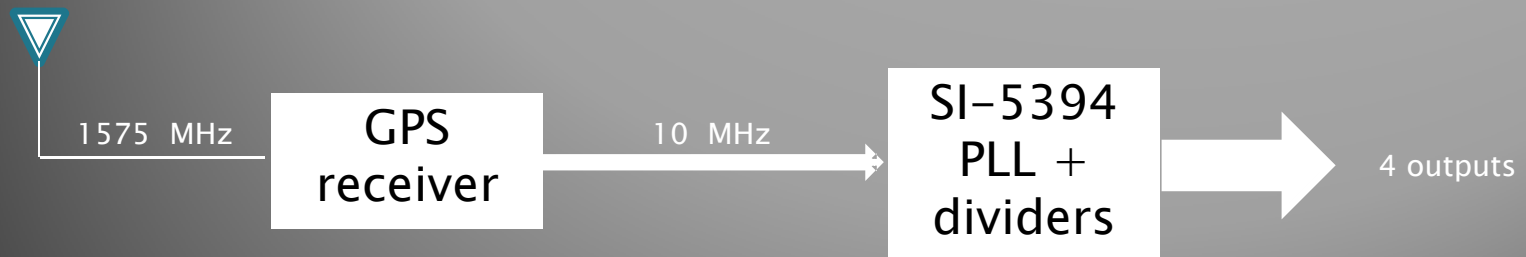 1575 MHz
GPS
receiver
10 MHz
SI-5394
PLL +
dividers
4 outputs